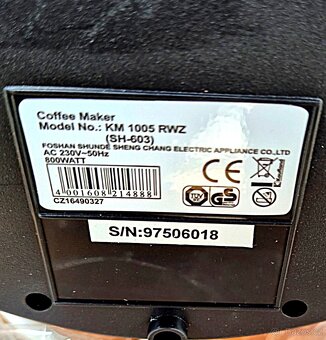 Coffee Maker
Model No.: KM 1005 RWZ
(SH-603)
FOSHAN SHUNDE SHENG CHANG ELECTRIC APPLIANCE CO.,LTD
AC 230V~50Hz
800WATT
4 001608 214888
CZ16490327
CE
GS
S/N:97506018